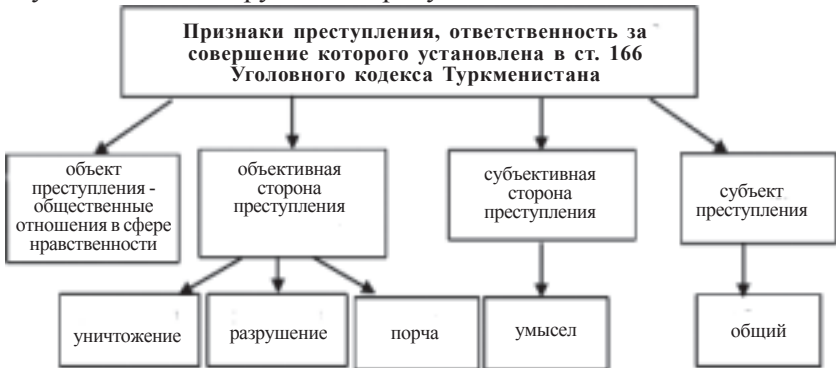 Признаки преступления, ответственность за
совершение которого установлена в ст. 166
Уголовного кодекса Туркменистана
объект
преступления -
общественные
отношения в сфере
нравственности
объективная
сторона
преступления
субъективная
сторона
преступления
субъект
преступления
уничтожение
разрушение
порча
умысел
общий